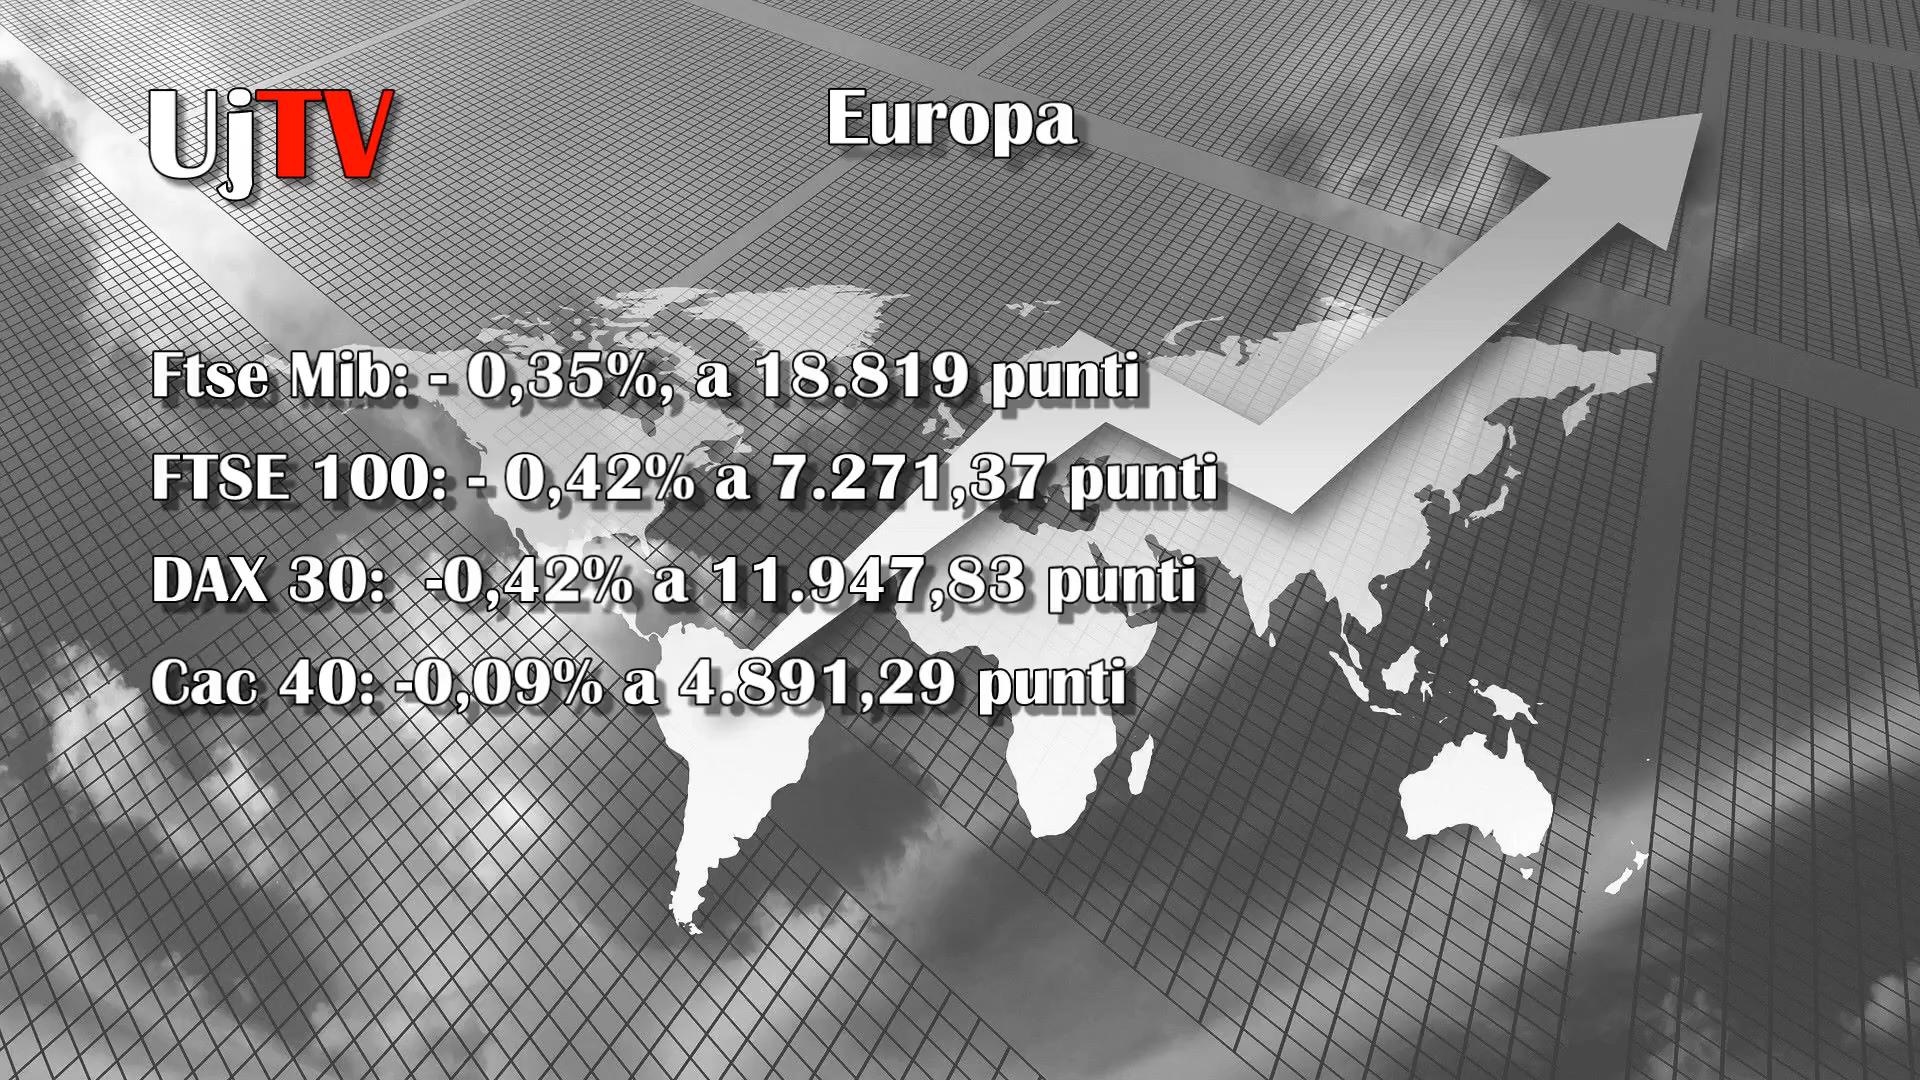 UjTV
Europa
Ftse Mib: - 0,35%, a 18.819 punti
FTSE 100: - 0,42% a 7.271,37 punti
DAX 30:  -0,42% a 11.947,83 punti
Cac 40: -0,09% a 4.891,29 punti